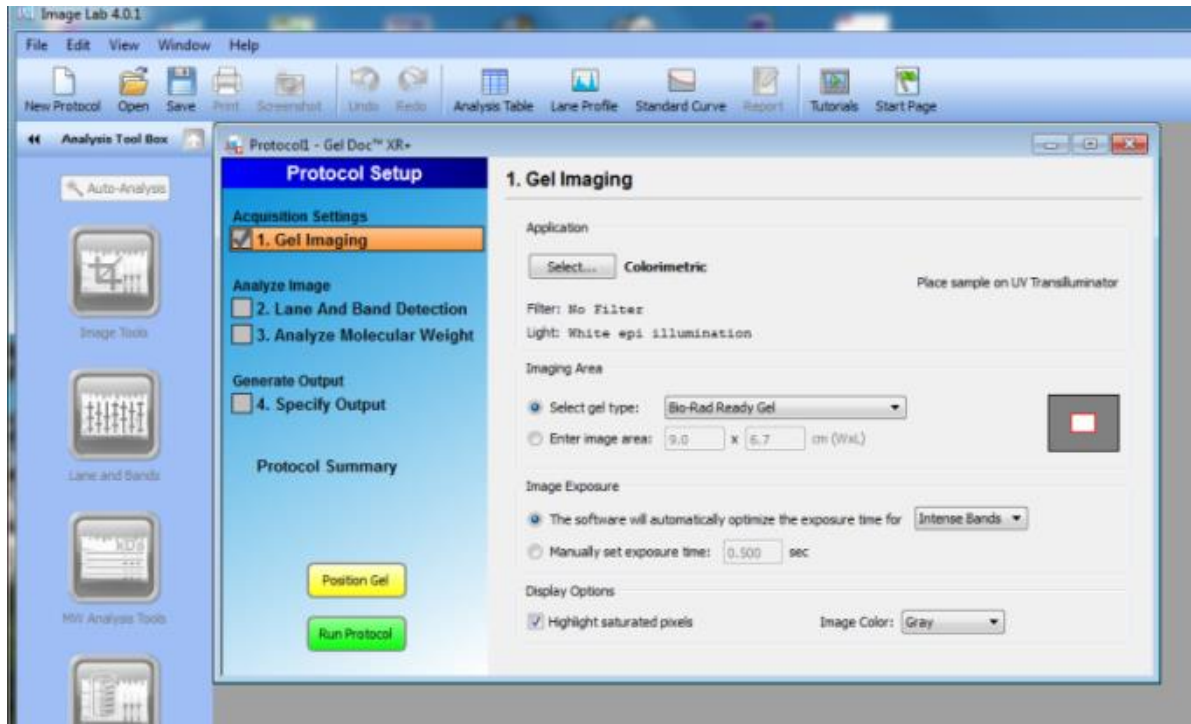 Image Lab 4.0.1
File Edit View Window Help
New Protocol Open Save Print Screenshot Undo Redo Analysis Table Lane Profile Standard Curve Report Tutorials Start Page
Analysis Tool Box
Auto-Analysis
Image Tools
Lane and Bands
MW Analysis Tools
Protocol1 - Gel Doc™ XR+
Protocol Setup
Acquisition Settings
1. Gel Imaging
Analyze Image
2. Lane And Band Detection
3. Analyze Molecular Weight
Generate Output
4. Specify Output
Protocol Summary
Position Gel
Run Protocol
1. Gel Imaging
Application
Select... Colorimetric
Place sample on UV Transilluminator
Filter: No Filter
Light: White epi illumination
Imaging Area
Select gel type: Bio-Rad Ready Gel
Enter image area: 9.0 x 6.7 cm (WxL)
Image Exposure
The software will automatically optimize the exposure time for Intense Bands
Manually set exposure time: 0.500 sec
Display Options
Highlight saturated pixels Image Color: Gray